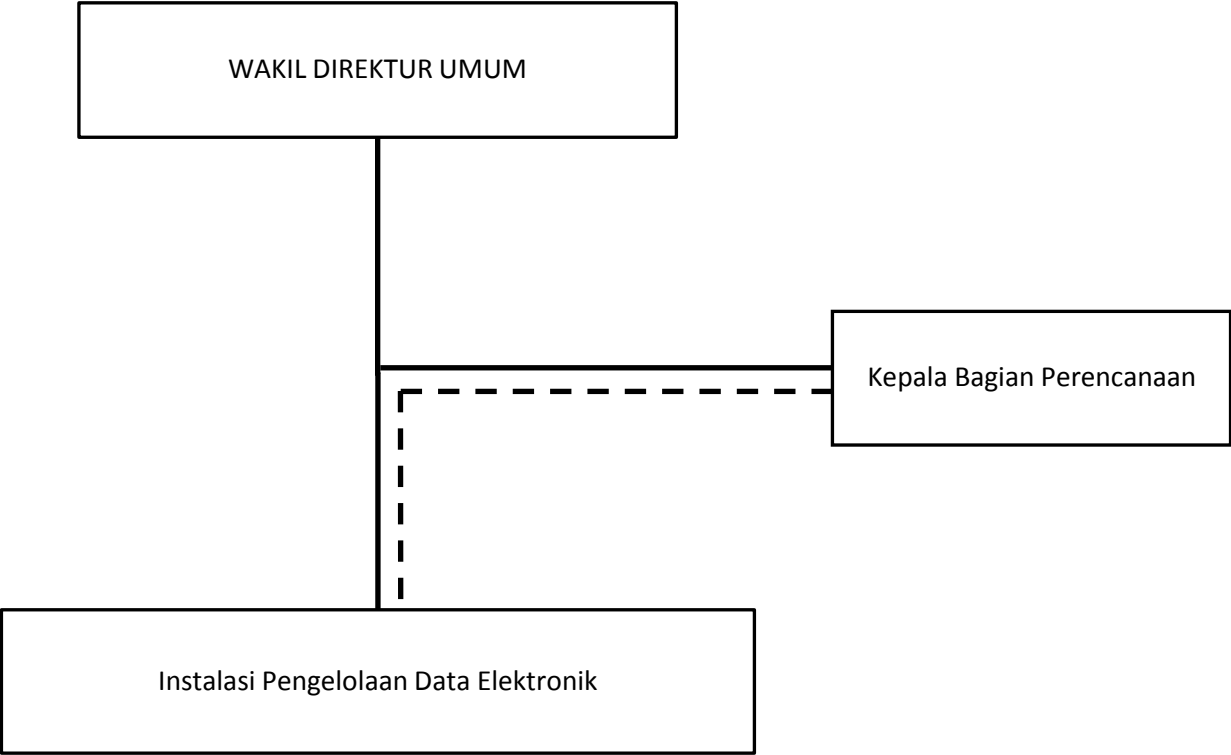 WAKIL DIREKTUR UMUM
Kepala Bagian Perencanaan
Instalasi Pengelolaan Data Elektronik